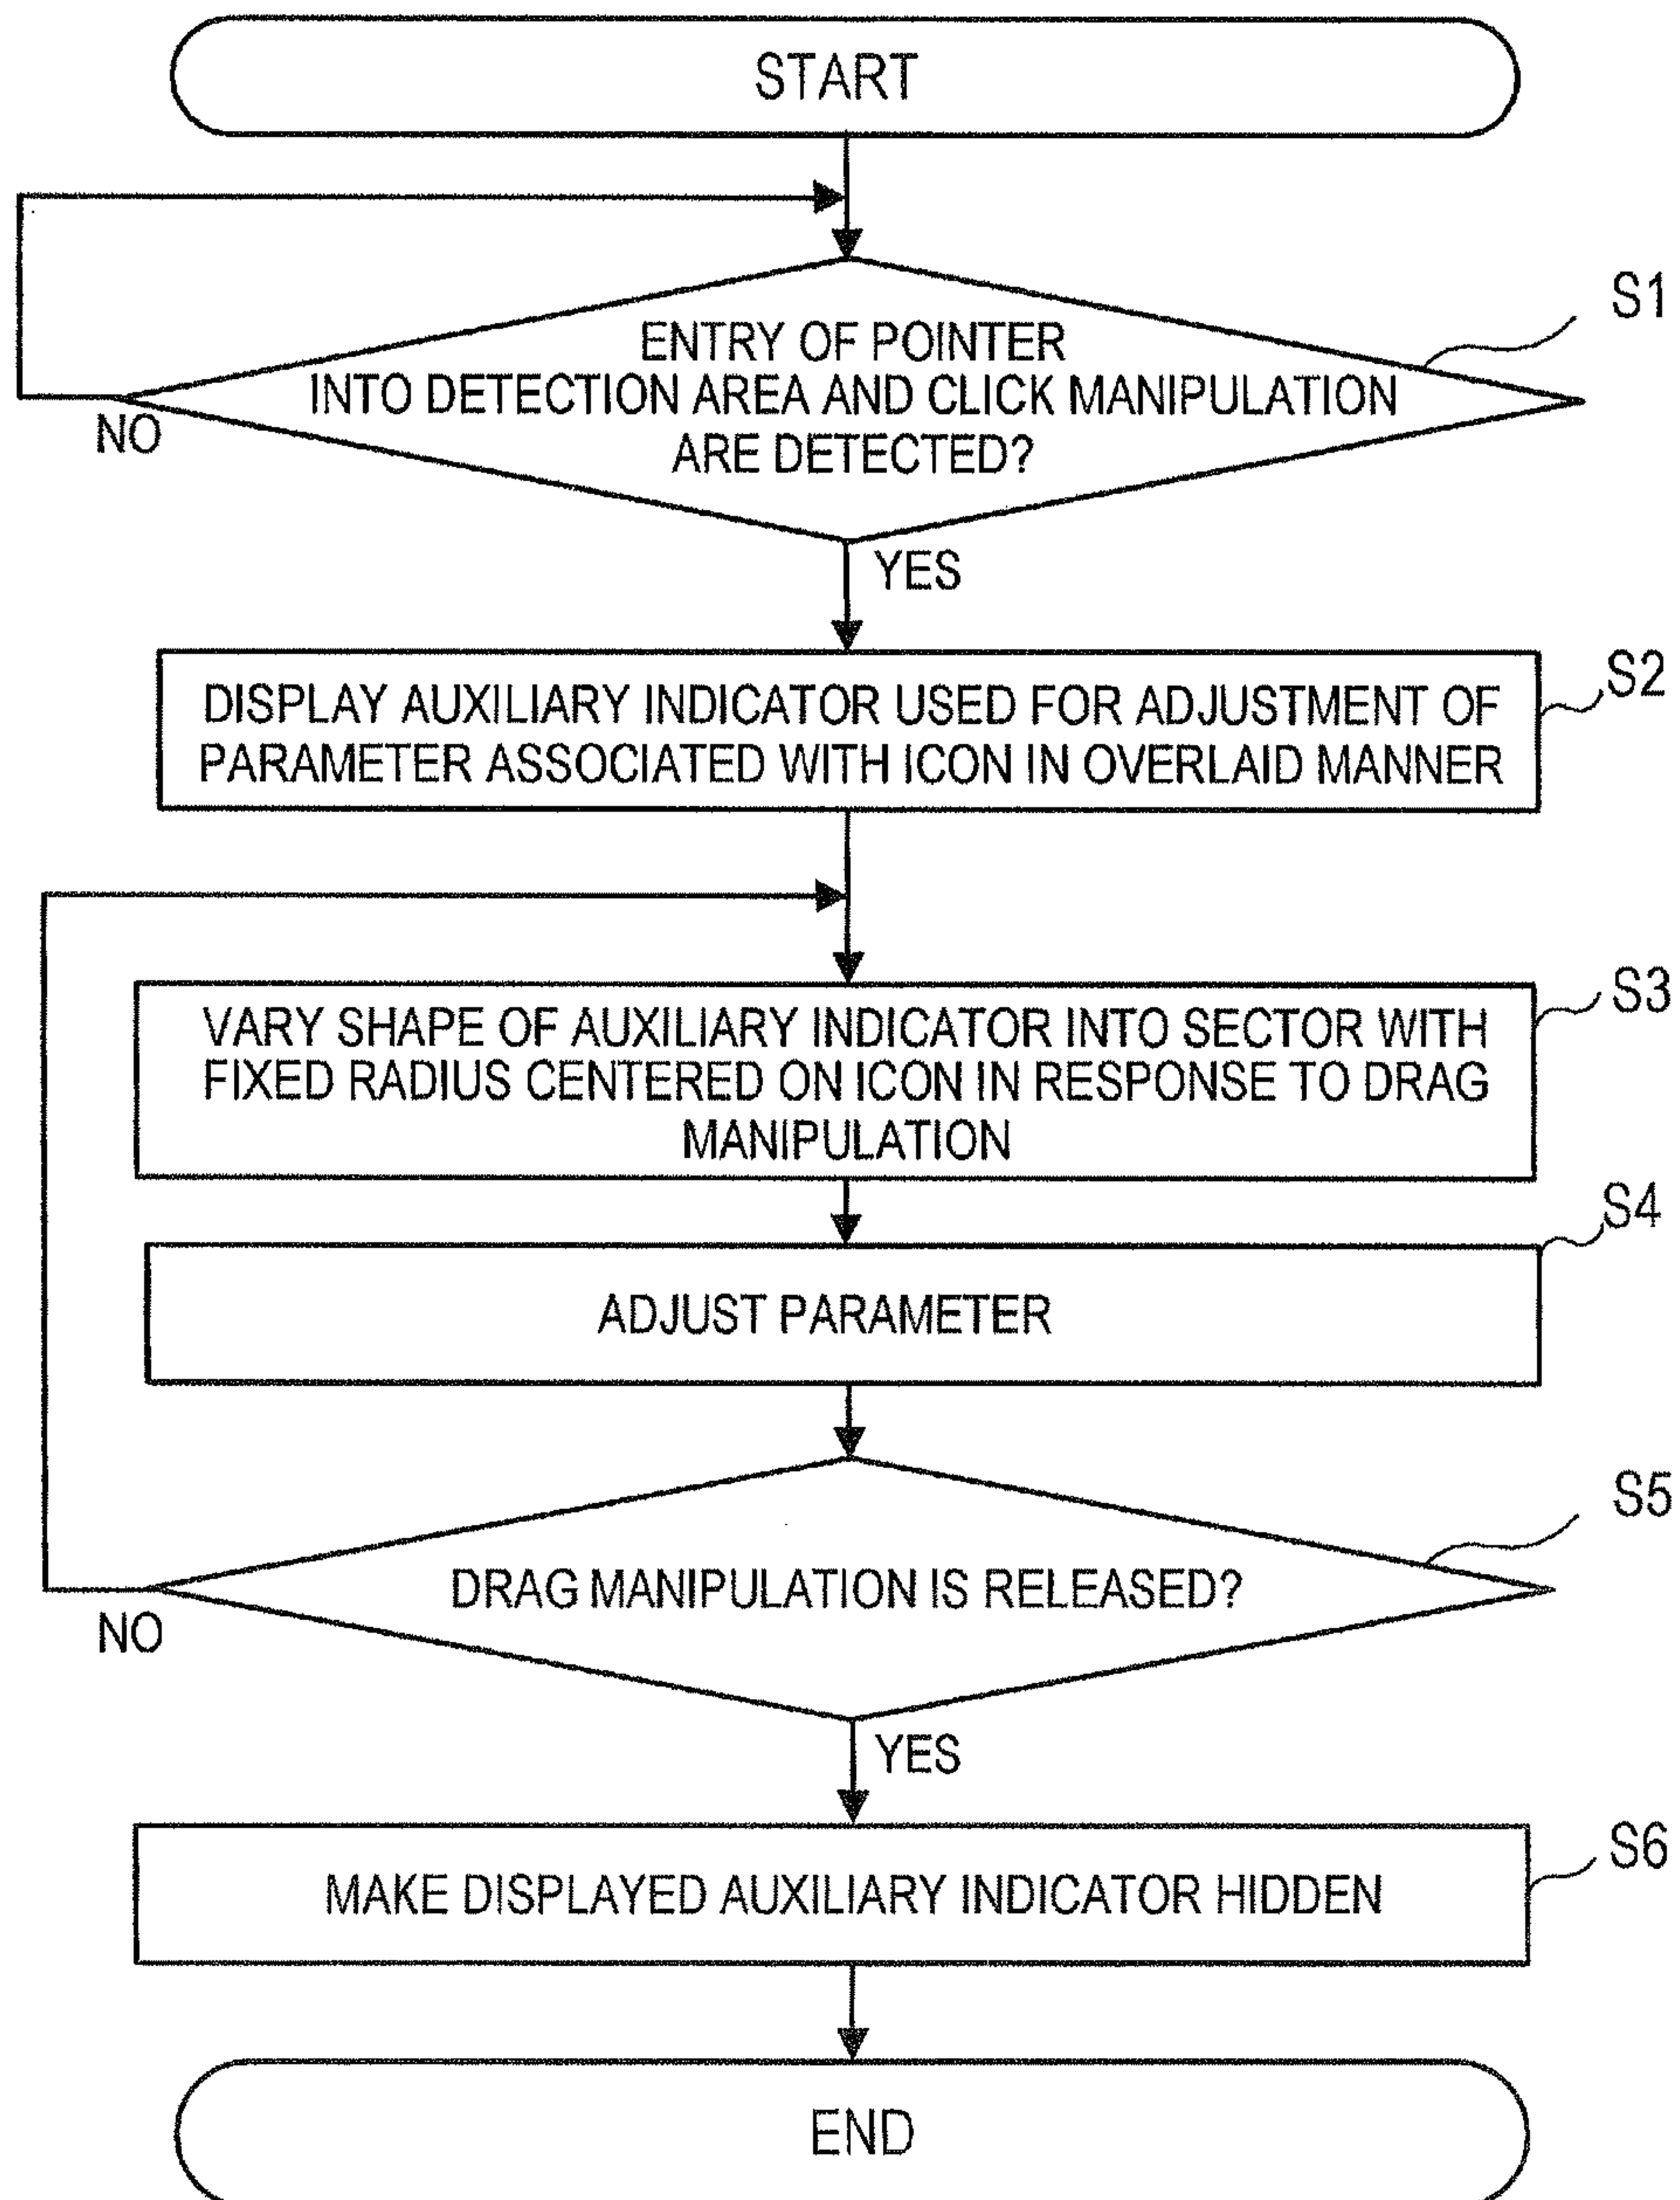 START
S1
ENTRY OF POINTER
INTO DETECTION AREA AND CLICK MANIPULATION
ARE DETECTED?
NO
YES
S2
DISPLAY AUXILIARY INDICATOR USED FOR ADJUSTMENT OF
PARAMETER ASSOCIATED WITH ICON IN OVERLAID MANNER
S3
VARY SHAPE OF AUXILIARY INDICATOR INTO SECTOR WITH
FIXED RADIUS CENTERED ON ICON IN RESPONSE TO DRAG
MANIPULATION
S4
ADJUST PARAMETER
S5
DRAG MANIPULATION IS RELEASED?
NO
YES
S6
MAKE DISPLAYED AUXILIARY INDICATOR HIDDEN
END